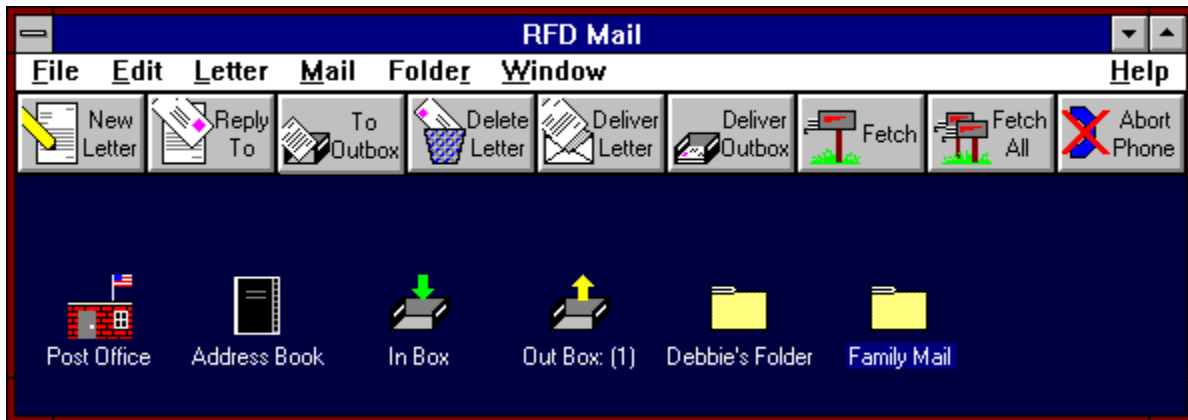 RFD Mail
File Edit Letter Mail Folder Window Help
New Letter
Reply To
To Outbox
Delete Letter
Deliver Letter
Deliver Outbox
Fetch
Fetch All
Abort Phone
Post Office
Address Book
In Box
Out Box: (1)
Debbie's Folder
Family Mail